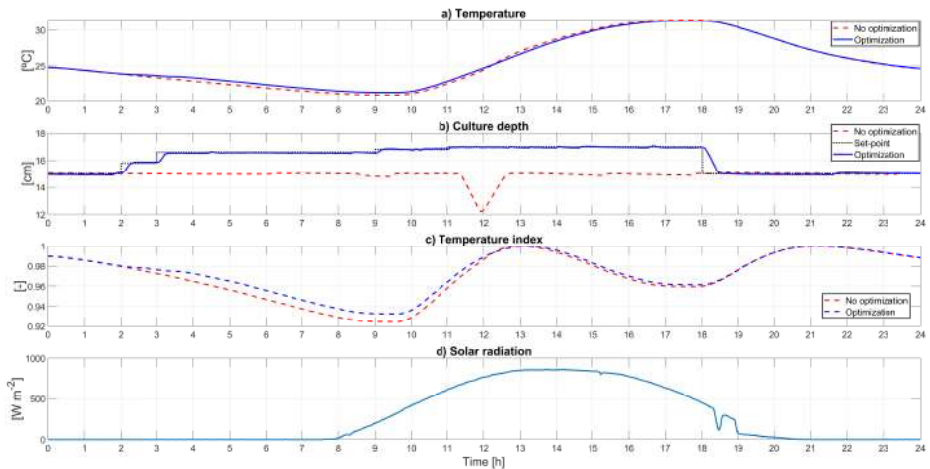 a) Temperature
30
25
20
[ºC]
No optimization
Optimization
0 1 2 3 4 5 6 7 8 9 10 11 12 13 14 15 16 17 18 19 20 21 22 23 24
b) Culture depth
18
16
14
12
[cm]
No optimization
Set-point
Optimization
0 1 2 3 4 5 6 7 8 9 10 11 12 13 14 15 16 17 18 19 20 21 22 23 24
c) Temperature index
1
0.98
0.96
0.94
0.92
[-]
No optimization
Optimization
0 1 2 3 4 5 6 7 8 9 10 11 12 13 14 15 16 17 18 19 20 21 22 23 24
d) Solar radiation
1000
500
0
[W m-2]
0 1 2 3 4 5 6 7 8 9 10 11 12 13 14 15 16 17 18 19 20 21 22 23 24
Time [h]